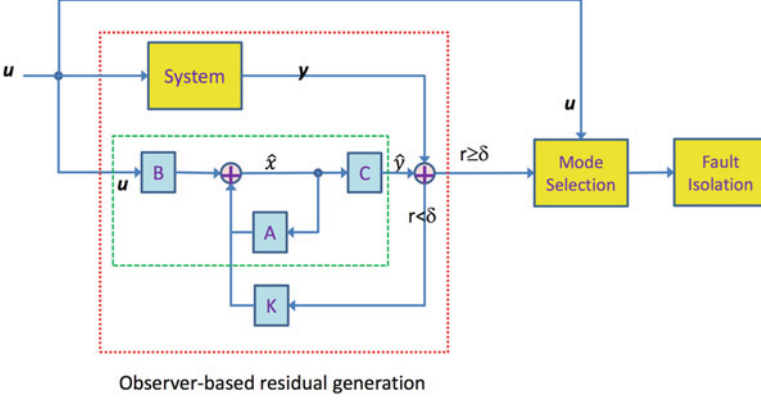 u
System
y
u
B
x̂
C
ŷ
r≥δ
Mode
Selection
Fault
Isolation
u
A
r<δ
K
Observer-based residual generation